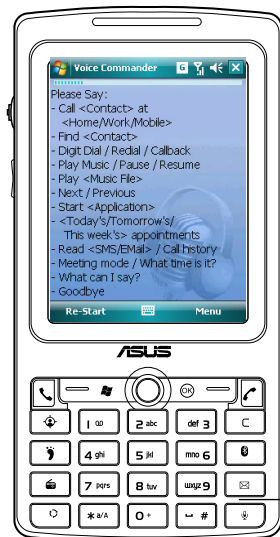 Voice Commander G
Please Say:
- Call <Contact> at
<Home/Work/Mobile>
- Find <Contact>
- Digit Dial / Redial / Callback
- Play Music / Pause / Resume
- Play <Music File>
- Next / Previous
- Start <Application>
- <Today's/Tomorrow's/
This week's> appointments
- Read <SMS/EMail> / Call history
- Meeting mode / What time is it?
- What can I say?
- Goodbye
Re-Start Menu
ASUS
OK
1 2 abc def 3 C
4 ghi 5 jkl mno 6
7 pqrs 8 tuv wxyz 9
* a/A 0 + #